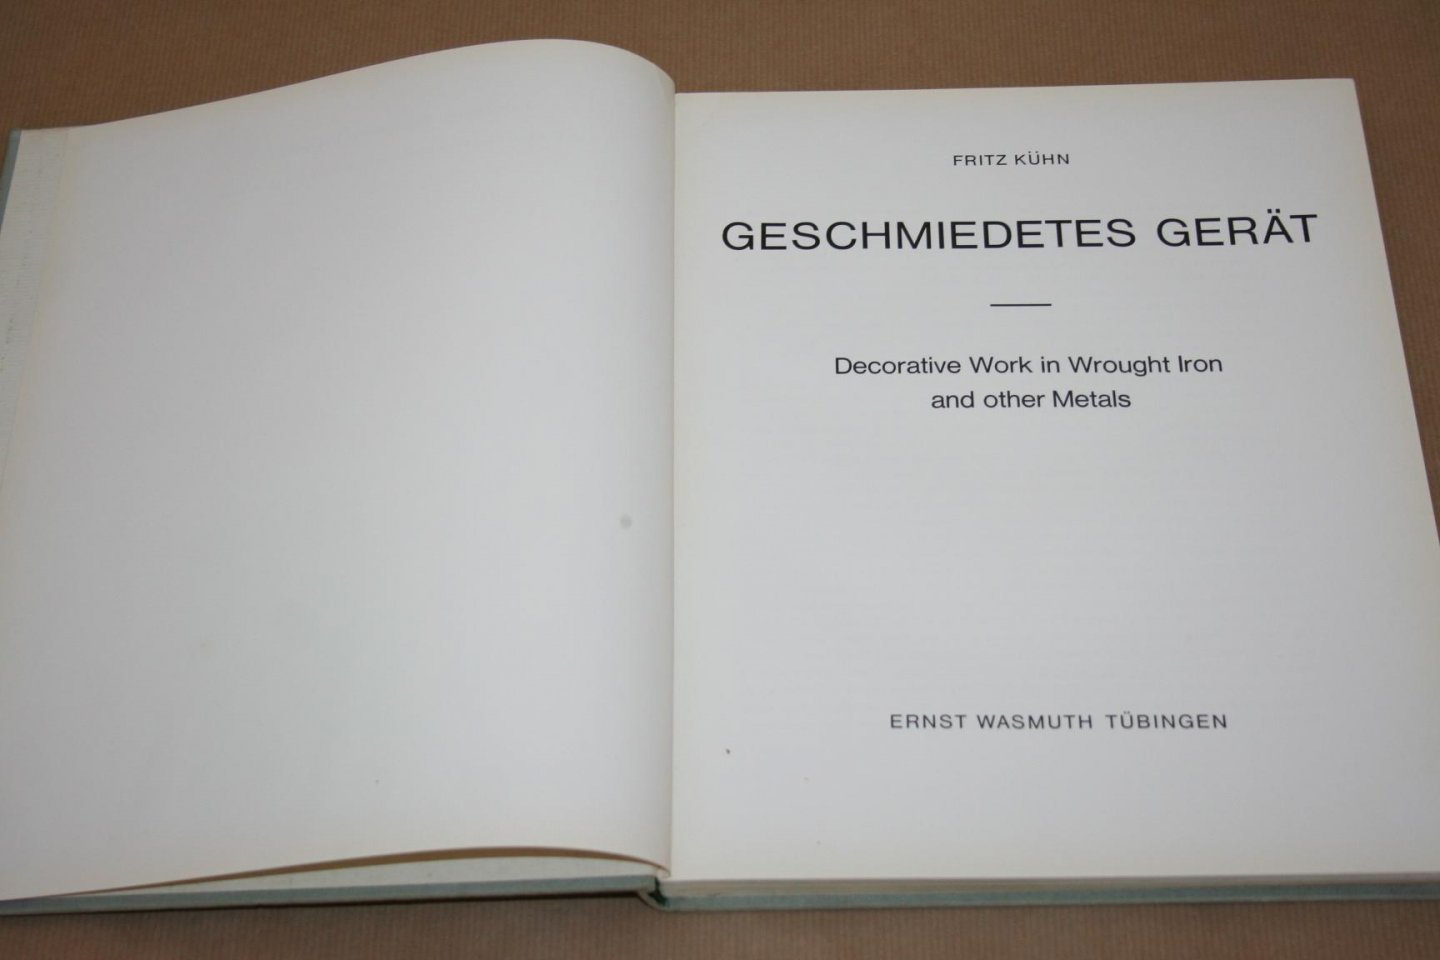 FRITZ KÜHN
GESCHMIEDETES GERÄT
Decorative Work in Wrought Iron
and other Metals
ERNST WASMUTH TÜBINGEN